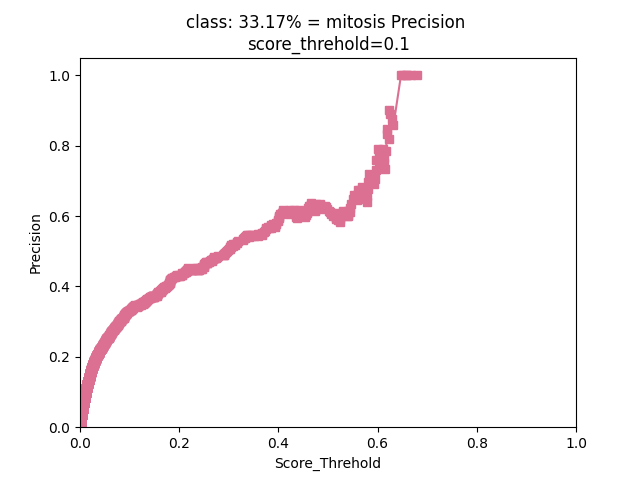 class: 33.17% = mitosis Precision
score_threhold=0.1
Precision
1.0
0.8
0.6
0.4
0.2
0.0
0.0 0.2 0.4 0.6 0.8 1.0
Score_Threhold